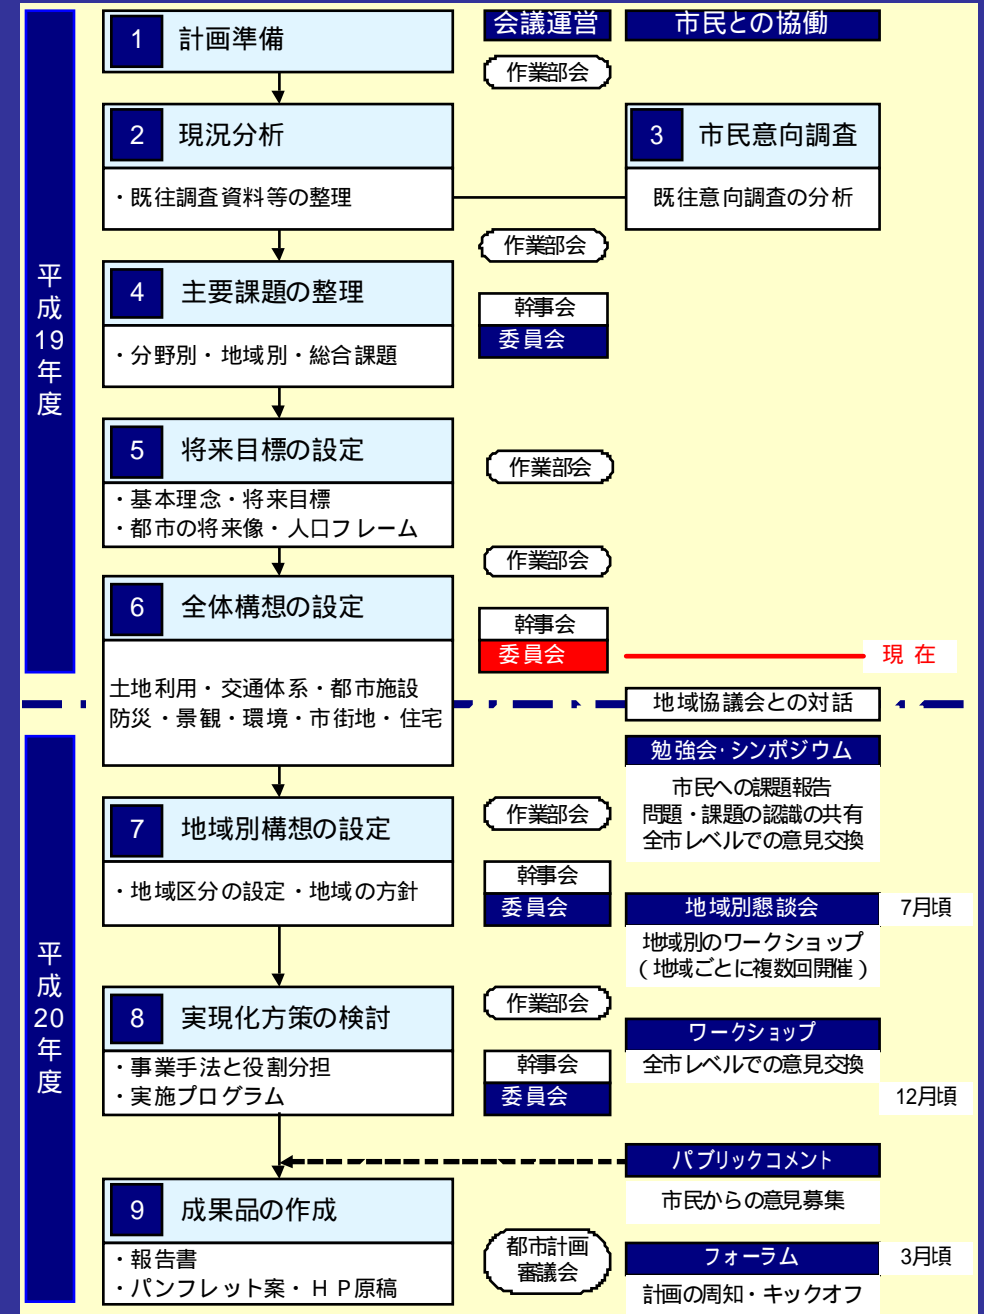 会議運営
市民との協働
平成19年度
1 計画準備
作業部会
2 現況分析
・既往調査資料等の整理
3 市民意向調査
既往意向調査の分析
作業部会
4 主要課題の整理
・分野別・地域別・総合課題
幹事会
委員会
5 将来目標の設定
・基本理念・将来目標
・都市の将来像・人口フレーム
作業部会
作業部会
6 全体構想の設定
土地利用・交通体系・都市施設
防災・景観・環境・市街地・住宅
幹事会
委員会
現 在
地域協議会との対話
平成20年度
勉強会・シンポジウム
市民への課題報告
問題・課題の認識の共有
全市レベルでの意見交換
7 地域別構想の設定
・地域区分の設定・地域の方針
作業部会
幹事会
委員会
地域別懇談会
7月頃
地域別のワークショップ
(地域ごとに複数回開催)
8 実現化方策の検討
・事業手法と役割分担
・実施プログラム
作業部会
幹事会
委員会
ワークショップ
全市レベルでの意見交換
12月頃
パブリックコメント
市民からの意見募集
9 成果品の作成
・報告書
・パンフレット案・HP原稿
都市計画
審議会
フォーラム
3月頃
計画の周知・キックオフ